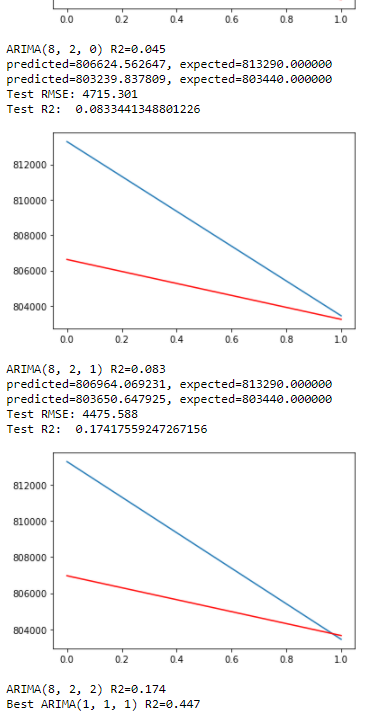 0.0 0.2 0.4 0.6 0.8 1.0
ARIMA(8, 2, 0) R2=0.045
predicted=806624.562647, expected=813290.000000
predicted=803239.837809, expected=803440.000000
Test RMSE: 4715.301
Test R2:  0.0833441348801226
812000
810000
808000
806000
804000
0.0 0.2 0.4 0.6 0.8 1.0
ARIMA(8, 2, 1) R2=0.083
predicted=806964.069231, expected=813290.000000
predicted=803650.647925, expected=803440.000000
Test RMSE: 4475.588
Test R2:  0.17417559247267156
812000
810000
808000
806000
804000
0.0 0.2 0.4 0.6 0.8 1.0
ARIMA(8, 2, 2) R2=0.174
Best ARIMA(1, 1, 1) R2=0.447